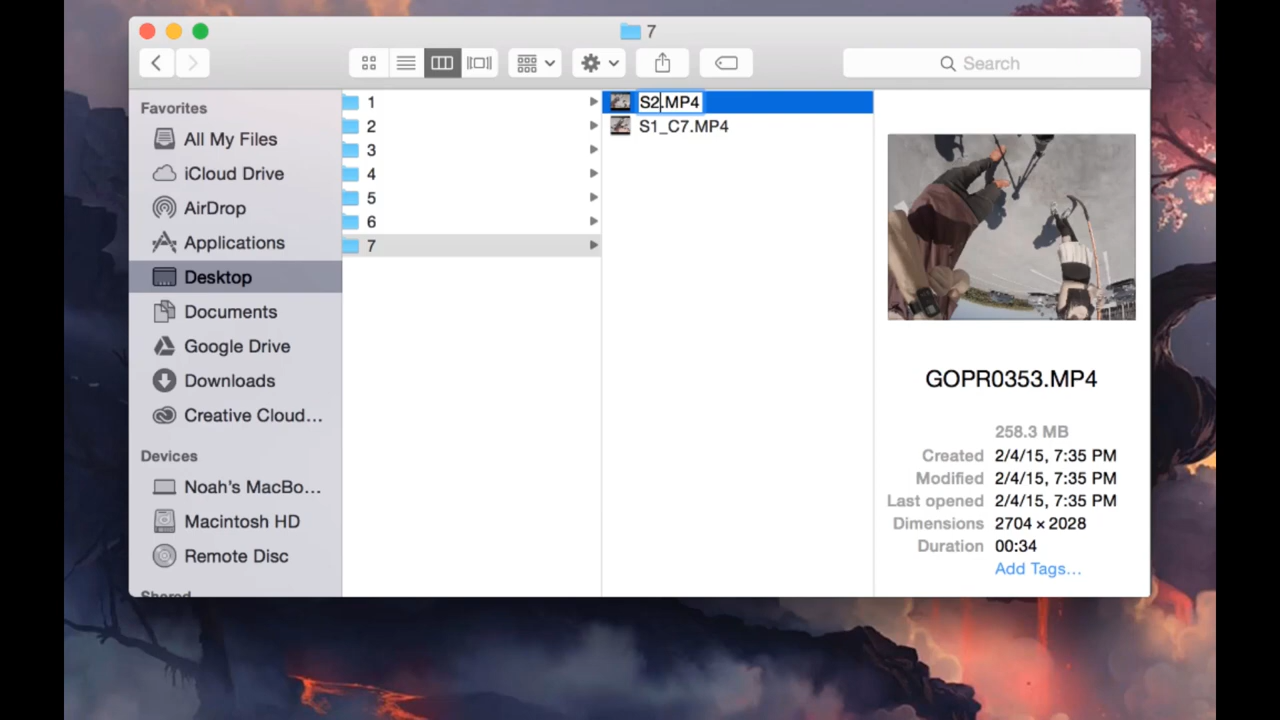 7
Search
Favorites
All My Files
iCloud Drive
AirDrop
Applications
Desktop
Documents
Google Drive
Downloads
Creative Cloud...
Devices
Noah's MacBo...
Macintosh HD
Remote Disc
Shared
1
2
3
4
5
6
7
S2.MP4
S1_C7.MP4
GOPR0353.MP4
258.3 MB
Created 2/4/15, 7:35 PM
Modified 2/4/15, 7:35 PM
Last opened 2/4/15, 7:35 PM
Dimensions 2704 × 2028
Duration 00:34
Add Tags...